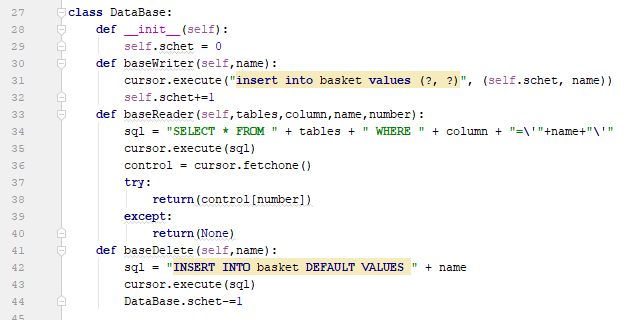 27 class DataBase:
28 def __init__(self):
29 self.schet = 0
30 def baseWriter(self,name):
31 cursor.execute("insert into basket values (?, ?)", (self.schet, name))
32 self.schet+=1
33 def baseReader(self,tables,column,name,number):
34 sql = "SELECT * FROM " + tables + " WHERE " + column + "=\'"+name+"\'"
35 cursor.execute(sql)
36 control = cursor.fetchone()
37 try:
38 return(control[number])
39 except:
40 return(None)
41 def baseDelete(self,name):
42 sql = "INSERT INTO basket DEFAULT VALUES " + name
43 cursor.execute(sql)
44 DataBase.schet-=1
45